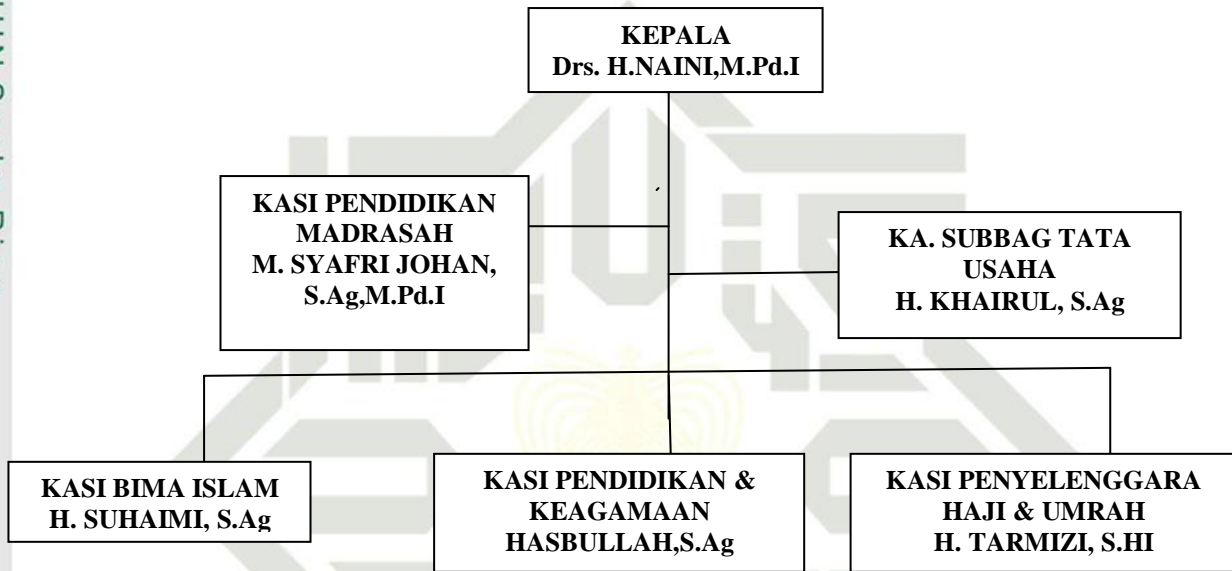 KEPALA
Drs. H.NAINI,M.Pd.I
KASI PENDIDIKAN
MADRASAH
M. SYAFRI JOHAN,
S.Ag,M.Pd.I
KA. SUBBAG TATA
USAHA
H. KHAIRUL, S.Ag
KASI BIMA ISLAM
H. SUHAIMI, S.Ag
KASI PENDIDIKAN &
KEAGAMAAN
HASBULLAH,S.Ag
KASI PENYELENGGARA
HAJI & UMRAH
H. TARMIZI, S.HI